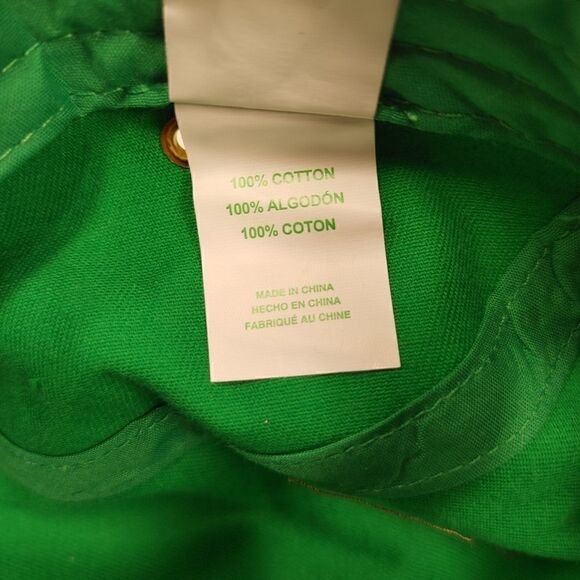 100% COTTON
100% ALGODÓN
100% COTON
MADE IN CHINA
HECHO EN CHINA
FABRIQUÉ AU CHINE